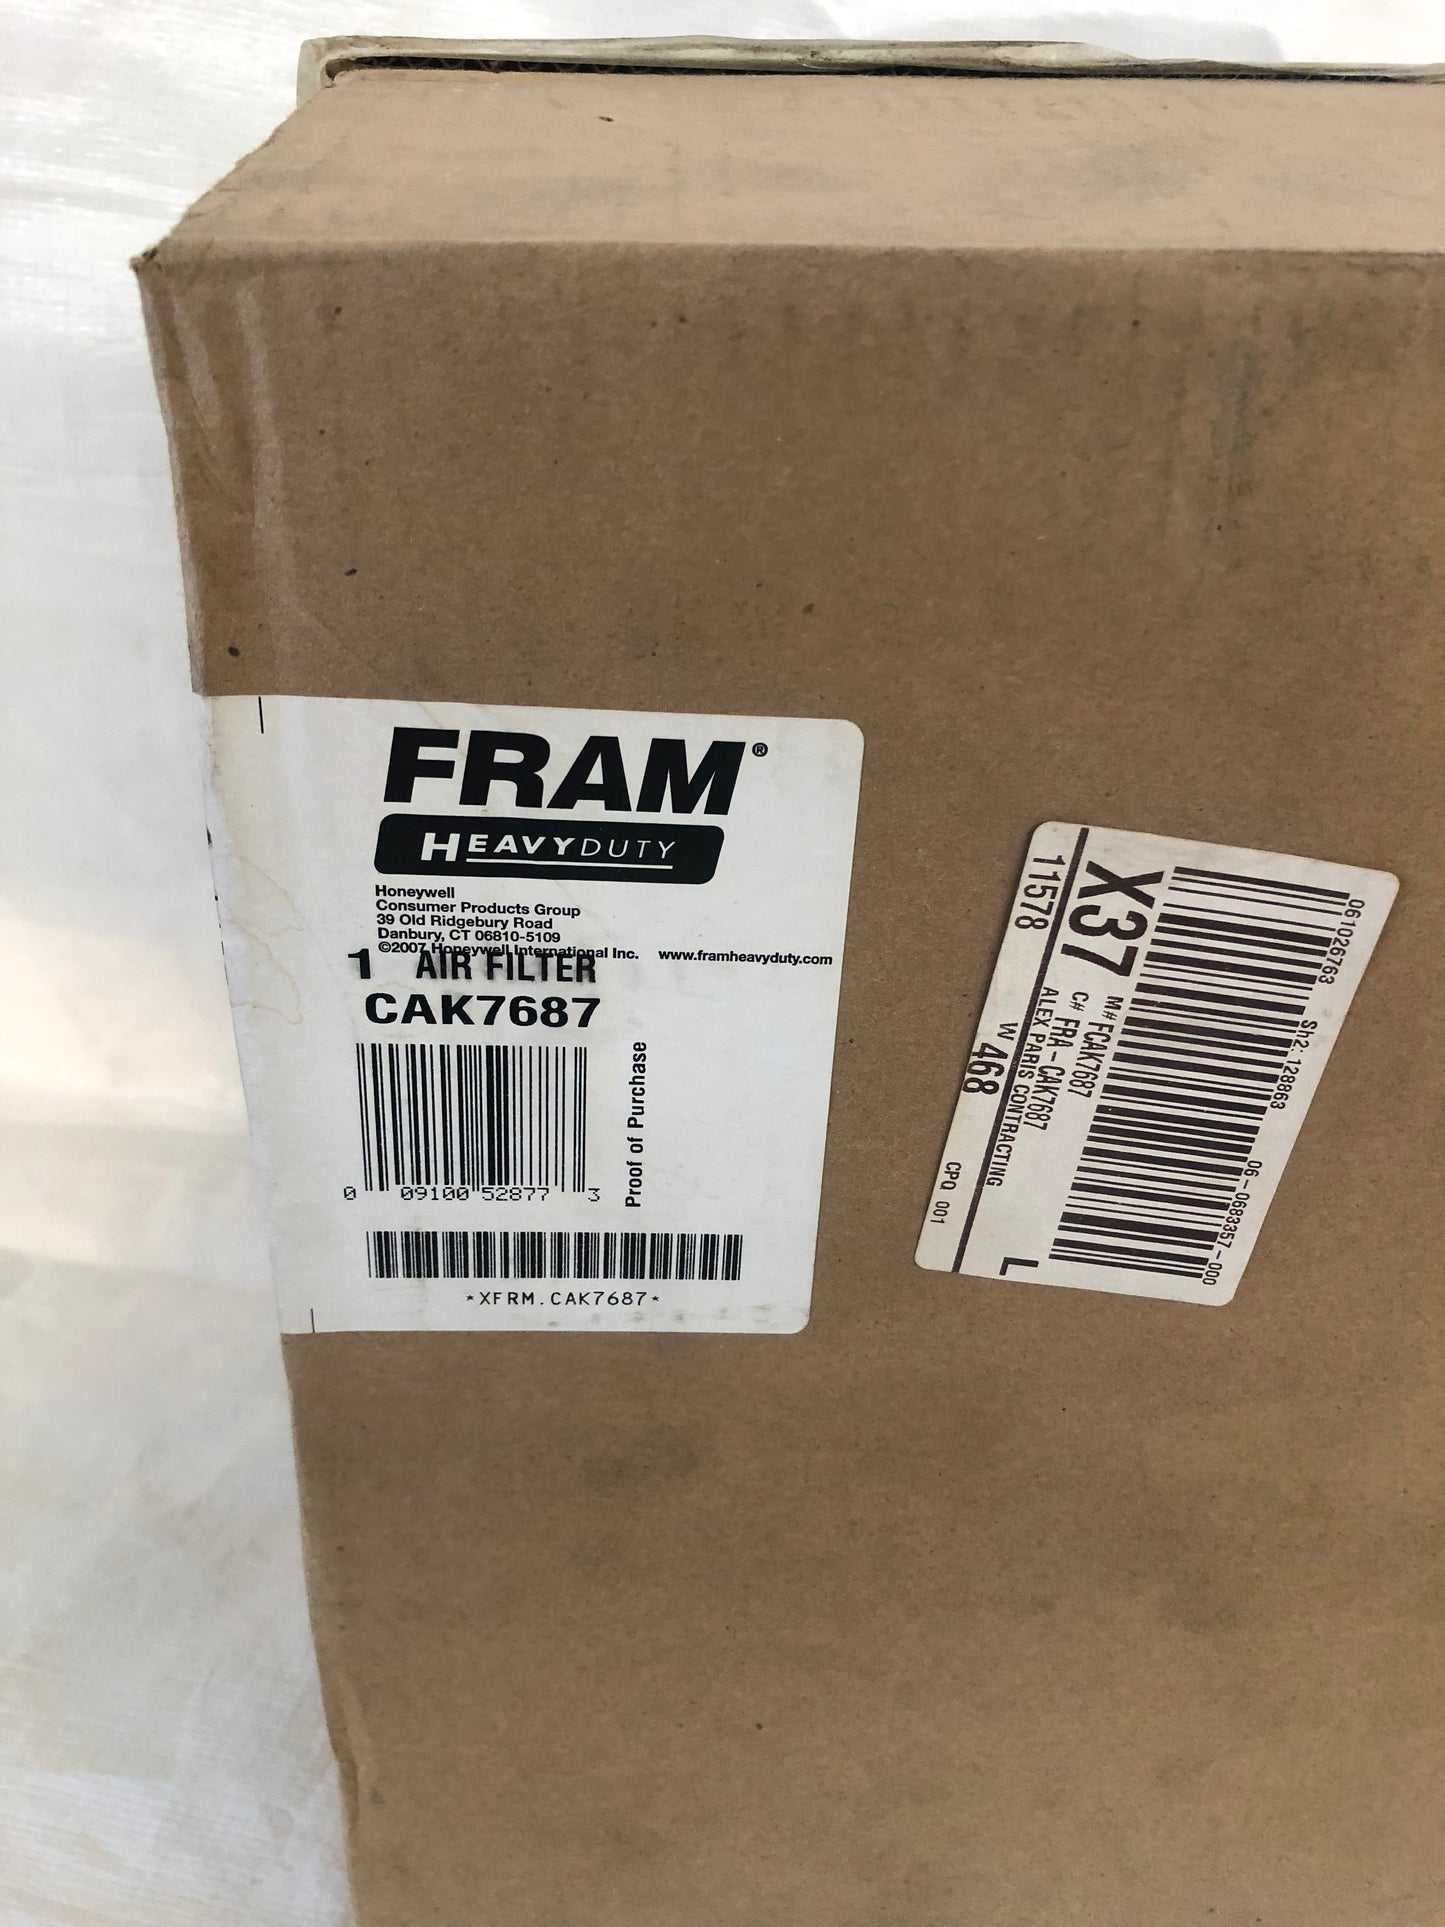 FRAM®
HEAVYDUTY
Honeywell
Consumer Products Group
39 Old Ridgebury Road
Danbury, CT 06810-5109
©2007 Honeywell International Inc. www.framheavyduty.com
1 AIR FILTER
CAK7687
Proof of Purchase
0 09100 52877 3
*XFRM.CAK7687*
061026763 Sh2:128863 06-0683357-000
X37 M#FCAK7687
C# FRA-CAK7687
ALEX PARIS CONTRACTING L
11578 W 468 CPQ 001